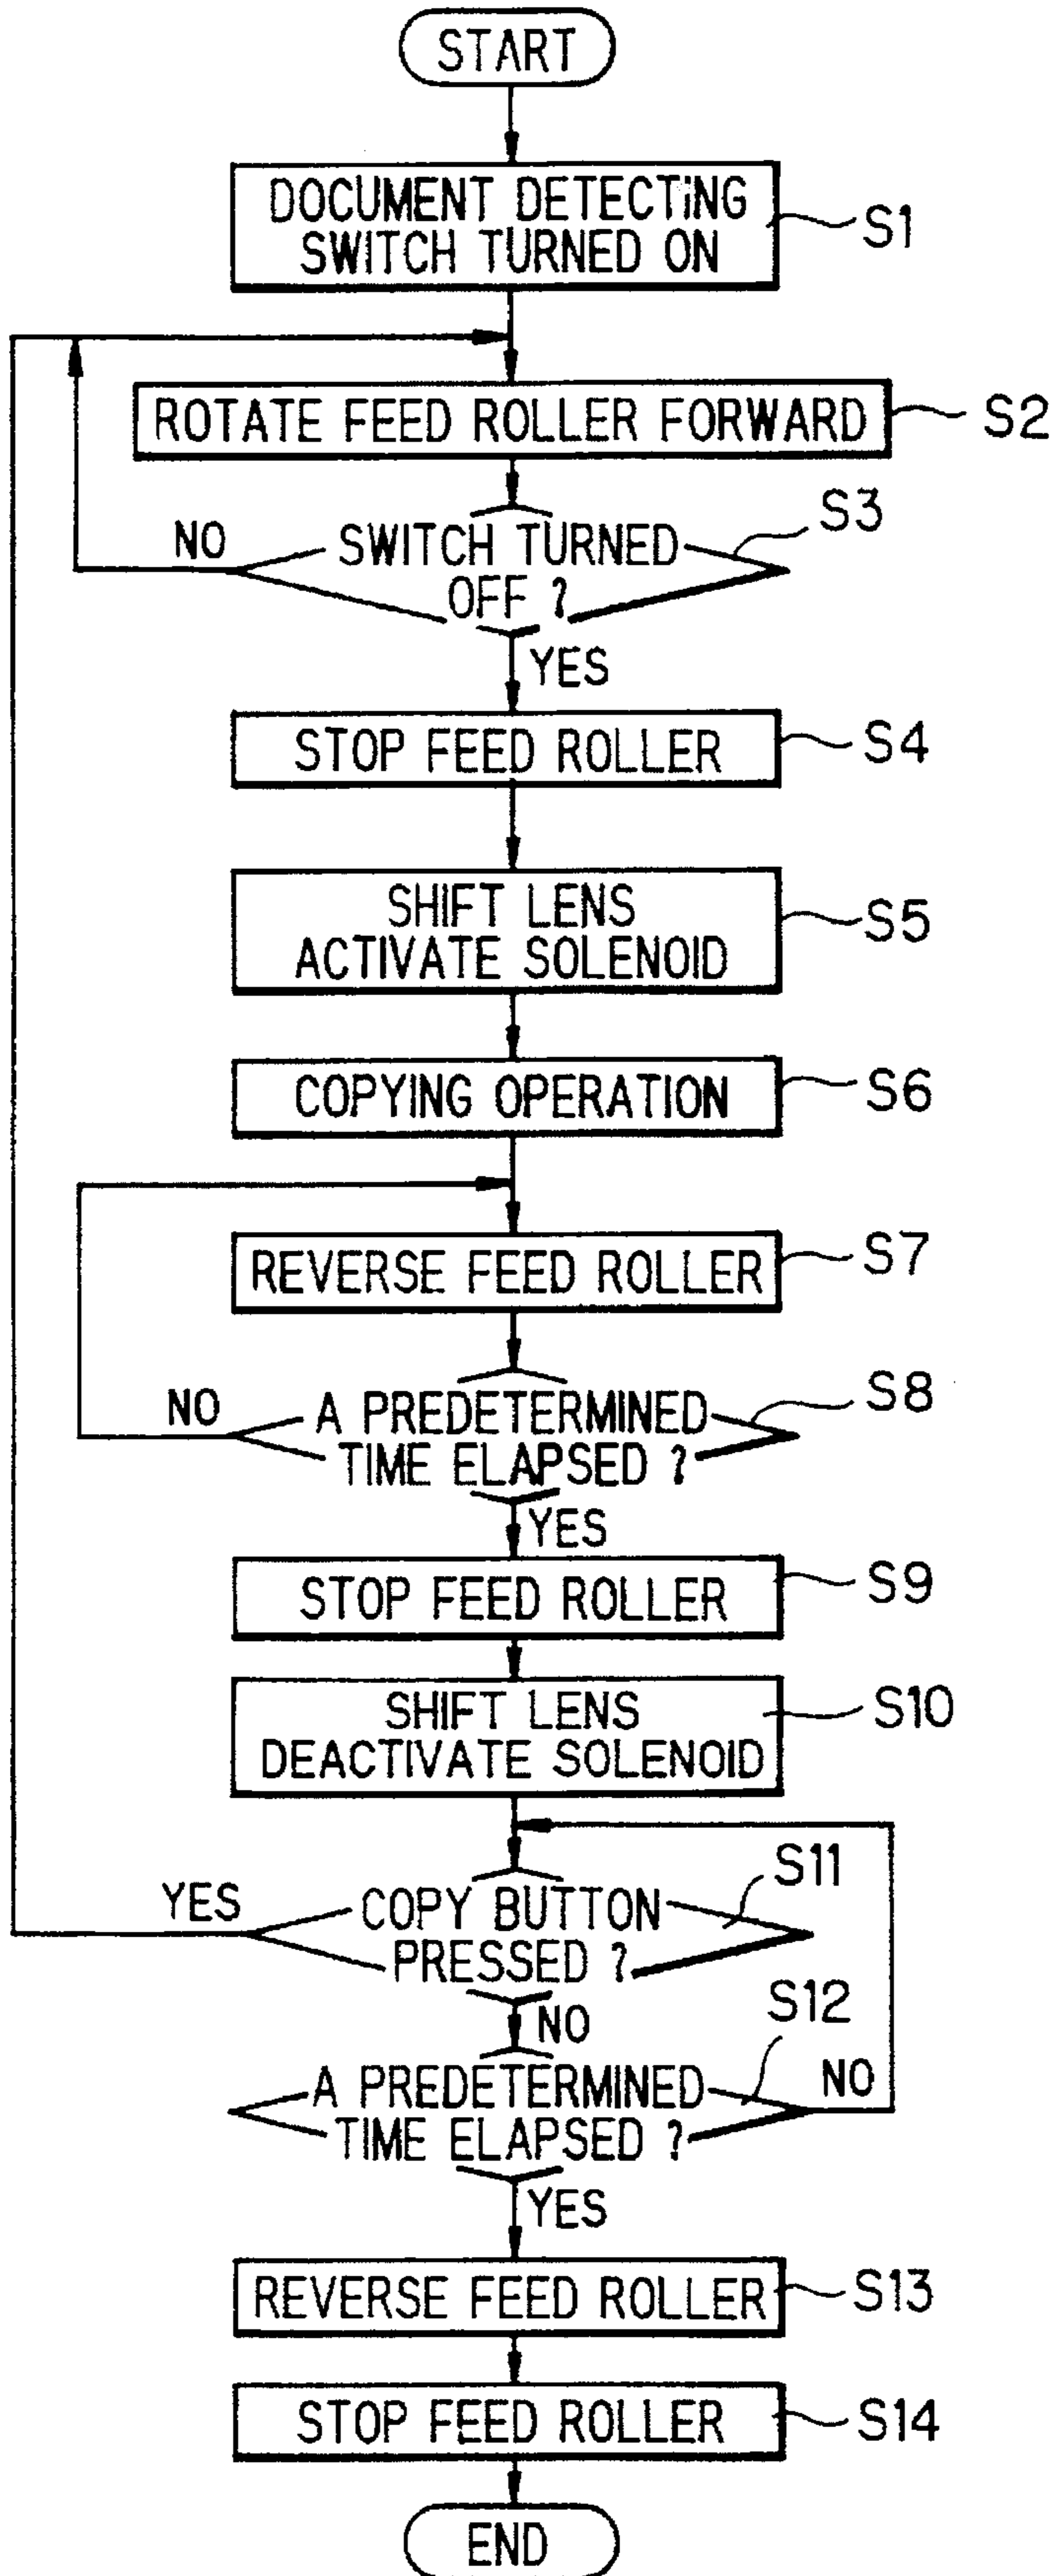 START
DOCUMENT DETECTING
SWITCH TURNED ON
S1
ROTATE FEED ROLLER FORWARD
S2
SWITCH TURNED
OFF ?
S3
NO
YES
STOP FEED ROLLER
S4
SHIFT LENS
ACTIVATE SOLENOID
S5
COPYING OPERATION
S6
REVERSE FEED ROLLER
S7
A PREDETERMINED
TIME ELAPSED ?
S8
NO
YES
STOP FEED ROLLER
S9
SHIFT LENS
DEACTIVATE SOLENOID
S10
COPY BUTTON
PRESSED ?
S11
YES
NO
A PREDETERMINED
TIME ELAPSED ?
S12
NO
YES
REVERSE FEED ROLLER
S13
STOP FEED ROLLER
S14
END